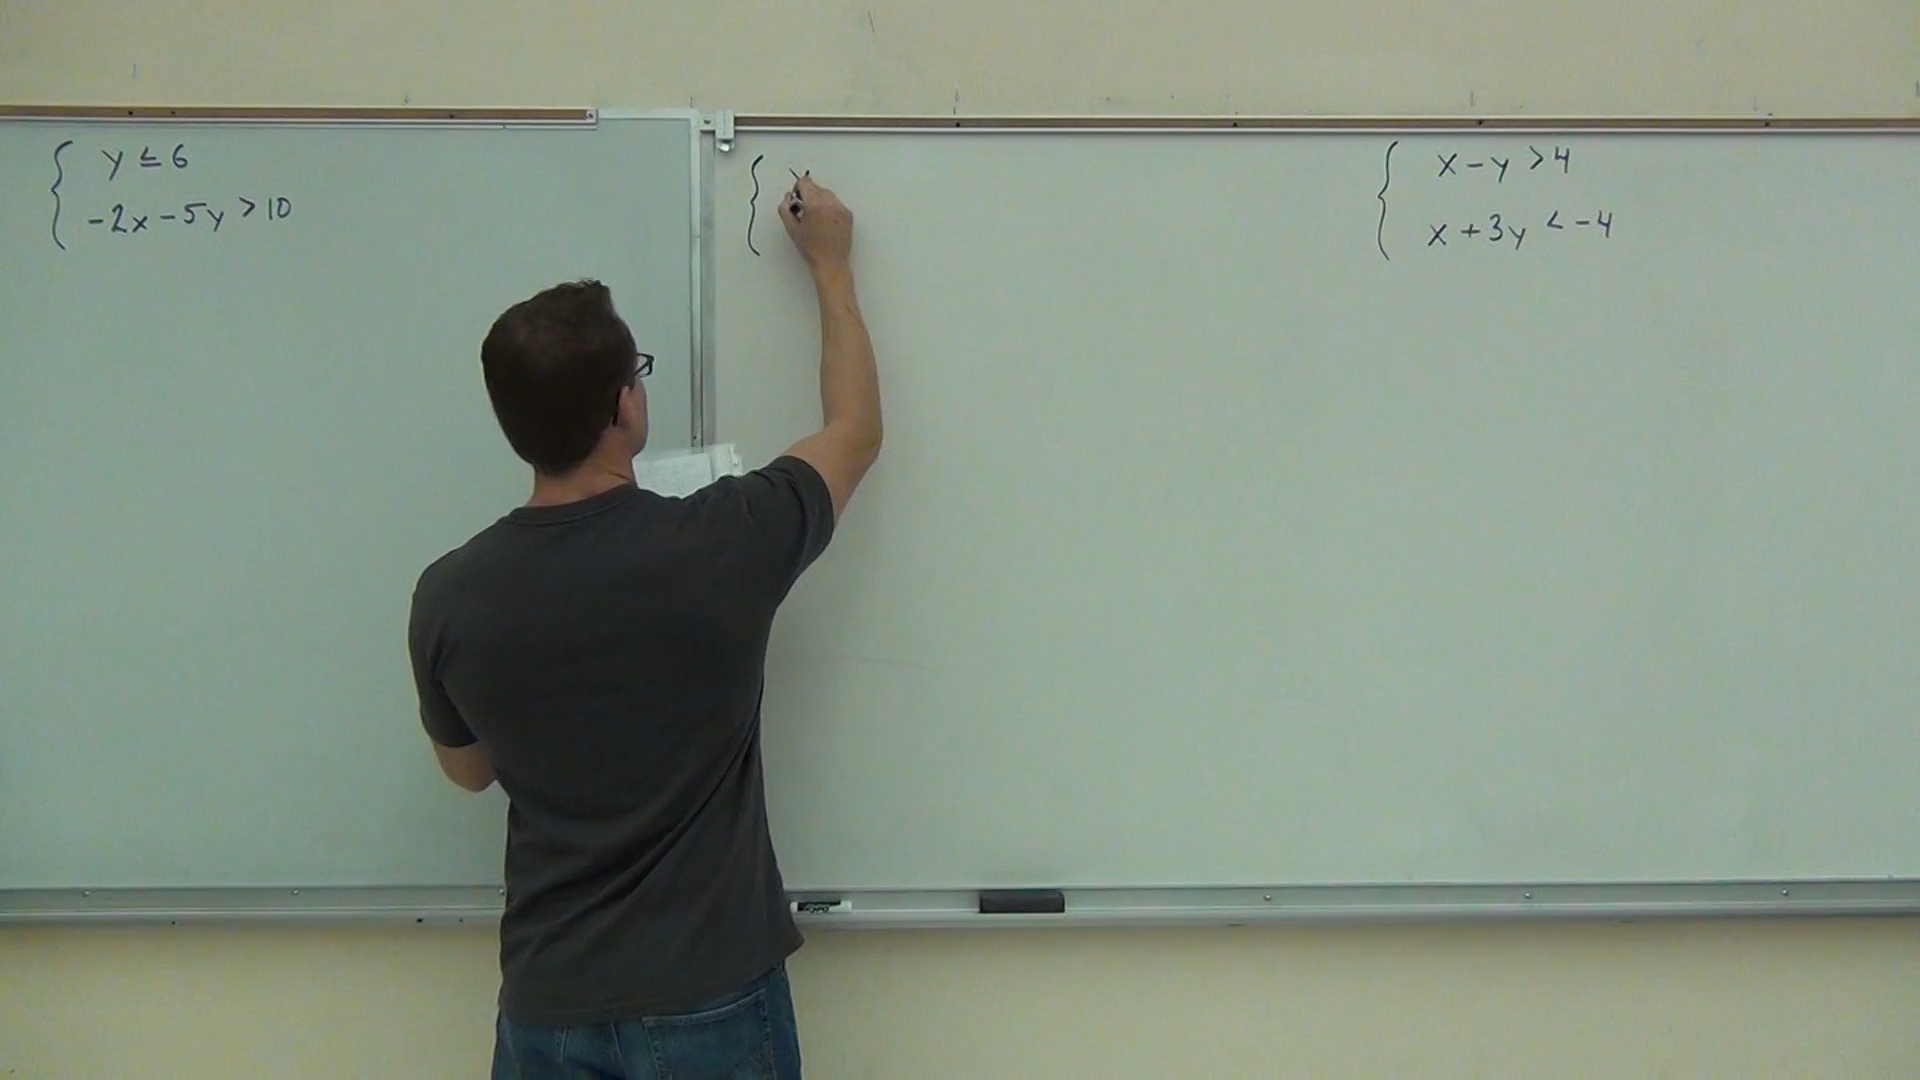 y ≤ 6
-2x - 5y > 10
x - y > 4
x + 3y < -4